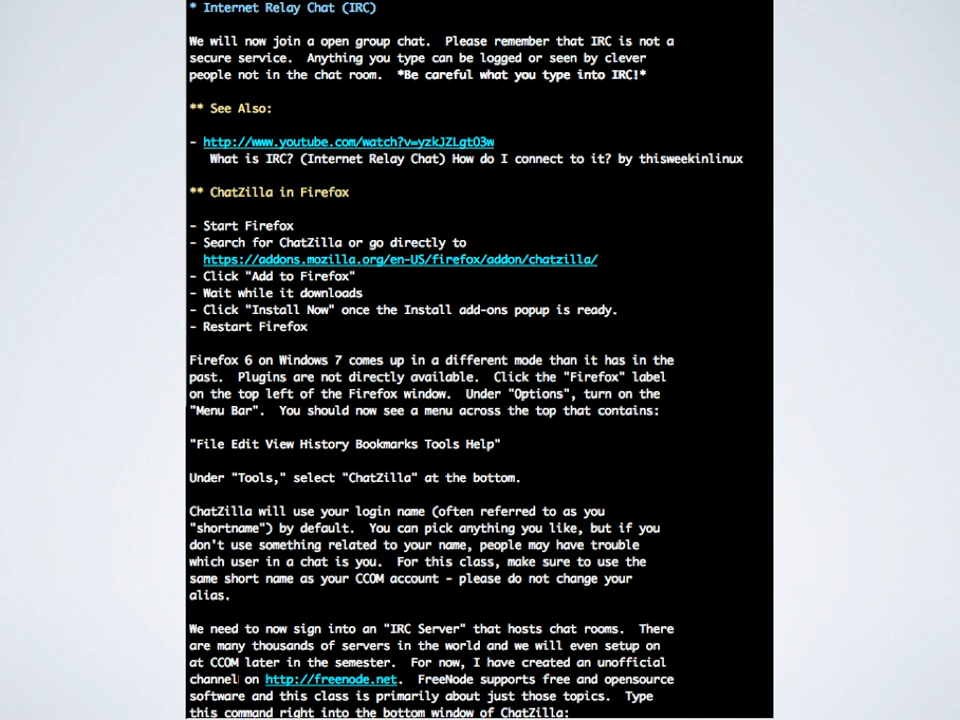 * Internet Relay Chat (IRC)
We will now join a open group chat.  Please remember that IRC is not a
secure service.  Anything you type can be logged or seen by clever
people not in the chat room.  *Be careful what you type into IRC!*
** See Also:
- http://www.youtube.com/watch?v=yzkJZLgtO3w
What is IRC? (Internet Relay Chat) How do I connect to it? by thisweekinlinux
** ChatZilla in Firefox
- Start Firefox
- Search for ChatZilla or go directly to
https://addons.mozilla.org/en-US/firefox/addon/chatzilla/
- Click "Add to Firefox"
- Wait while it downloads
- Click "Install Now" once the Install add-ons popup is ready.
- Restart Firefox
Firefox 6 on Windows 7 comes up in a different mode than it has in the
past.  Plugins are not directly available.  Click the "Firefox" label
on the top left of the Firefox window.  Under "Options", turn on the
"Menu Bar".  You should now see a menu across the top that contains:
"File Edit View History Bookmarks Tools Help"
Under "Tools," select "ChatZilla" at the bottom.
ChatZilla will use your login name (often referred to as you
"shortname") by default.  You can pick anything you like, but if you
don't use something related to your name, people may have trouble
which user in a chat is you.  For this class, make sure to use the
same short name as your CCOM account - please do not change your
alias.
We need to now sign into an "IRC Server" that hosts chat rooms.  There
are many thousands of servers in the world and we will even setup on
at CCOM later in the semester.  For now, I have created an unofficial
channel on http://freenode.net.  FreeNode supports free and opensource
software and this class is primarily about just those topics.  Type
this command right into the bottom window of ChatZilla: